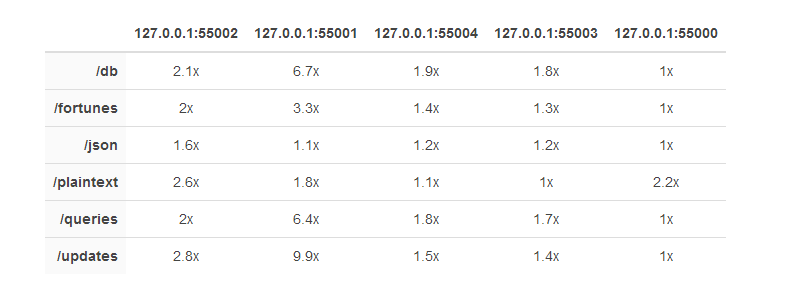 127.0.0.1:55002 127.0.0.1:55001 127.0.0.1:55004 127.0.0.1:55003 127.0.0.1:55000
/db 2.1x 6.7x 1.9x 1.8x 1x
/fortunes 2x 3.3x 1.4x 1.3x 1x
/json 1.6x 1.1x 1.2x 1.2x 1x
/plaintext 2.6x 1.8x 1.1x 1x 2.2x
/queries 2x 6.4x 1.8x 1.7x 1x
/updates 2.8x 9.9x 1.5x 1.4x 1x